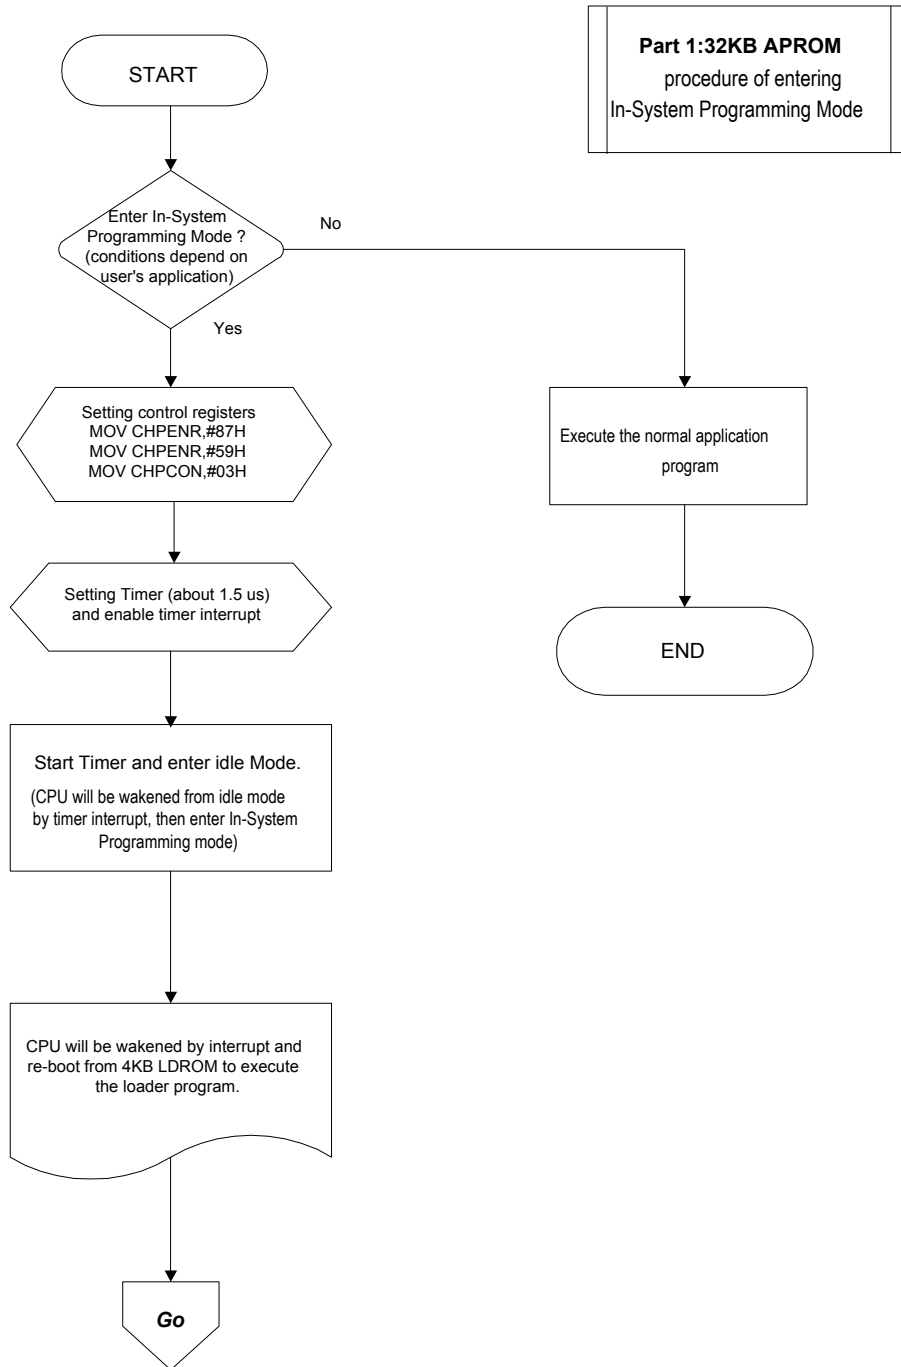 Part 1:32KB APROM
procedure of entering
In-System Programming Mode
START
Enter In-System
Programming Mode ?
(conditions depend on
user's application)
No
Yes
Setting control registers
MOV CHPENR,#87H
MOV CHPENR,#59H
MOV CHPCON,#03H
Execute the normal application
program
Setting Timer (about 1.5 us)
and enable timer interrupt
END
Start Timer and enter idle Mode.
(CPU will be wakened from idle mode
by timer interrupt, then enter In-System
Programming mode)
CPU will be wakened by interrupt and
re-boot from 4KB LDROM to execute
the loader program.
Go